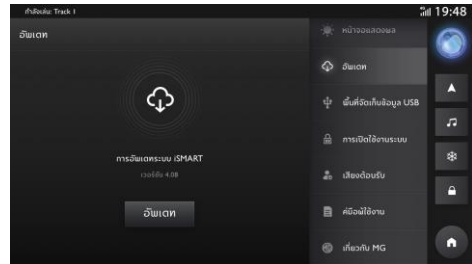 กำลังเล่น: Track 1
19:48
อัพเดท
การอัพเดทระบบ iSMART
เวอร์ชัน 4.0B
อัพเดท
หน้าจอแสดงผล
อัพเดท
พื้นที่จัดเก็บข้อมูล USB
การเปิดใช้งานระบบ
เสียงต้อนรับ
คู่มือผู้ใช้งาน
เกี่ยวกับ MG